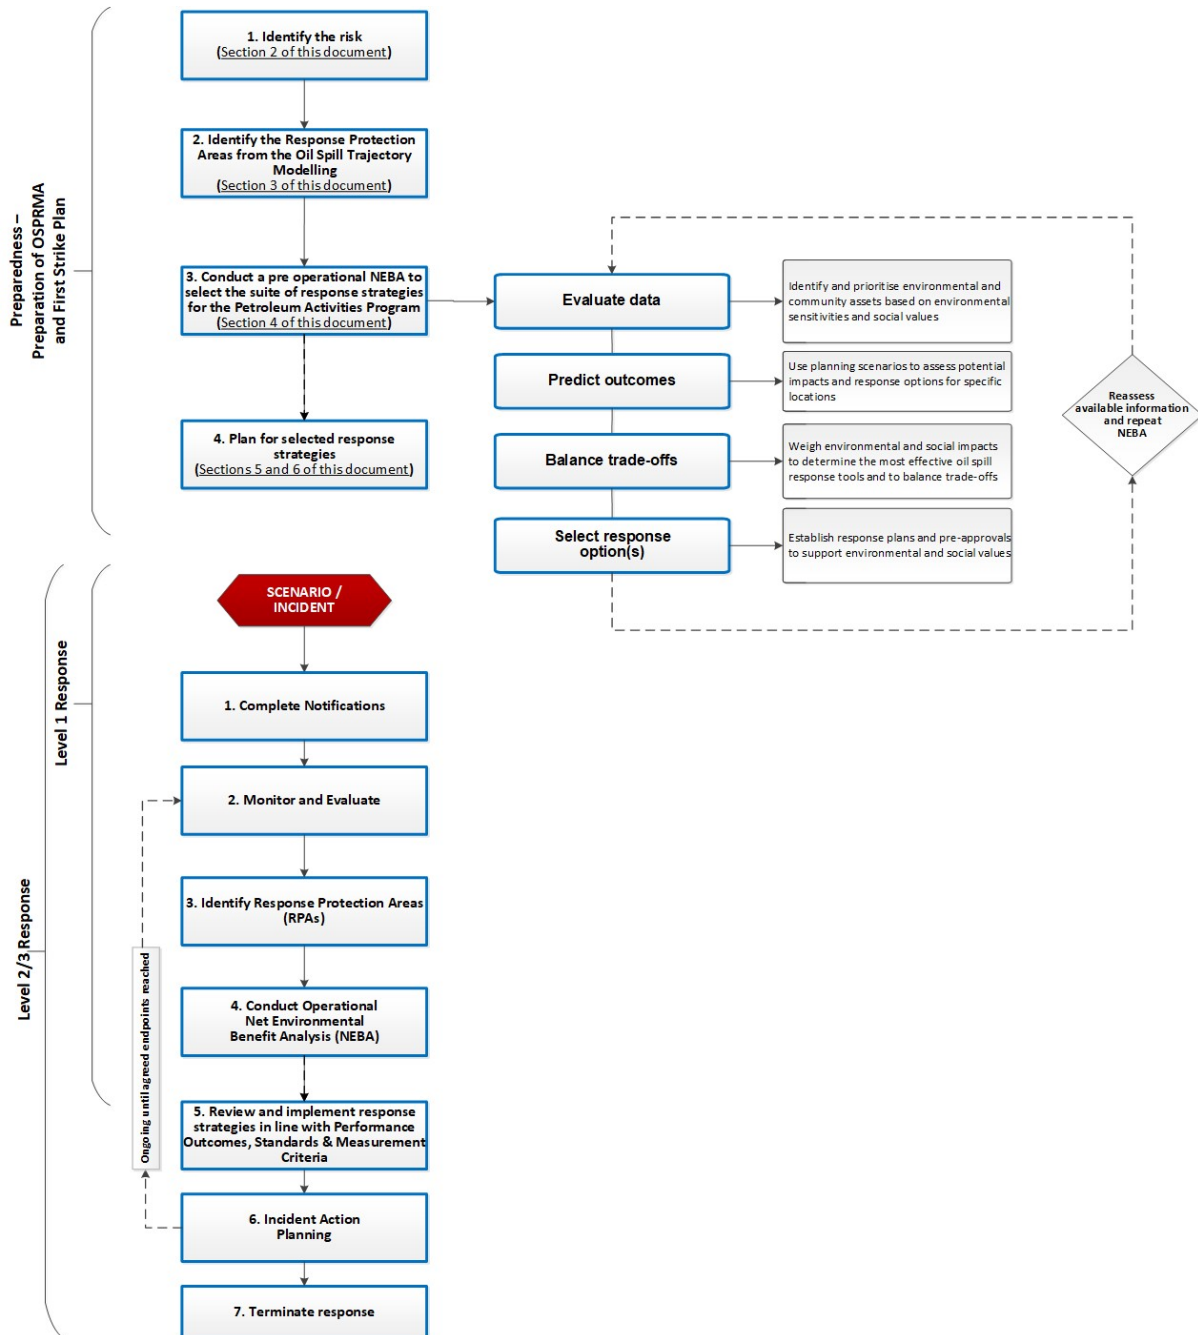 Preparedness –
Preparation of OSPRMA
and First Strike Plan
1. Identify the risk
(Section 2 of this document)
2. Identify the Response Protection
Areas from the Oil Spill Trajectory
Modelling
(Section 3 of this document)
3. Conduct a pre operational NEBA to
select the suite of response strategies
for the Petroleum Activities Program
(Section 4 of this document)
4. Plan for selected response
strategies
(Sections 5 and 6 of this document)
Evaluate data
Identify and prioritise environmental and
community assets based on environmental
sensitivities and social values
Predict outcomes
Use planning scenarios to assess potential
impacts and response options for specific
locations
Balance trade-offs
Weigh environmental and social impacts
to determine the most effective oil spill
response tools and to balance trade-offs
Select response
option(s)
Establish response plans and pre-approvals
to support environmental and social values
Reassess
available information
and repeat
NEBA
Level 1 Response
Level 2/3 Response
SCENARIO /
INCIDENT
1. Complete Notifications
2. Monitor and Evaluate
3. Identify Response Protection Areas
(RPAs)
4. Conduct Operational
Net Environmental
Benefit Analysis (NEBA)
5. Review and implement response
strategies in line with Performance
Outcomes, Standards & Measurement
Criteria
6. Incident Action
Planning
7. Terminate response
Ongoing until agreed endpoints reached